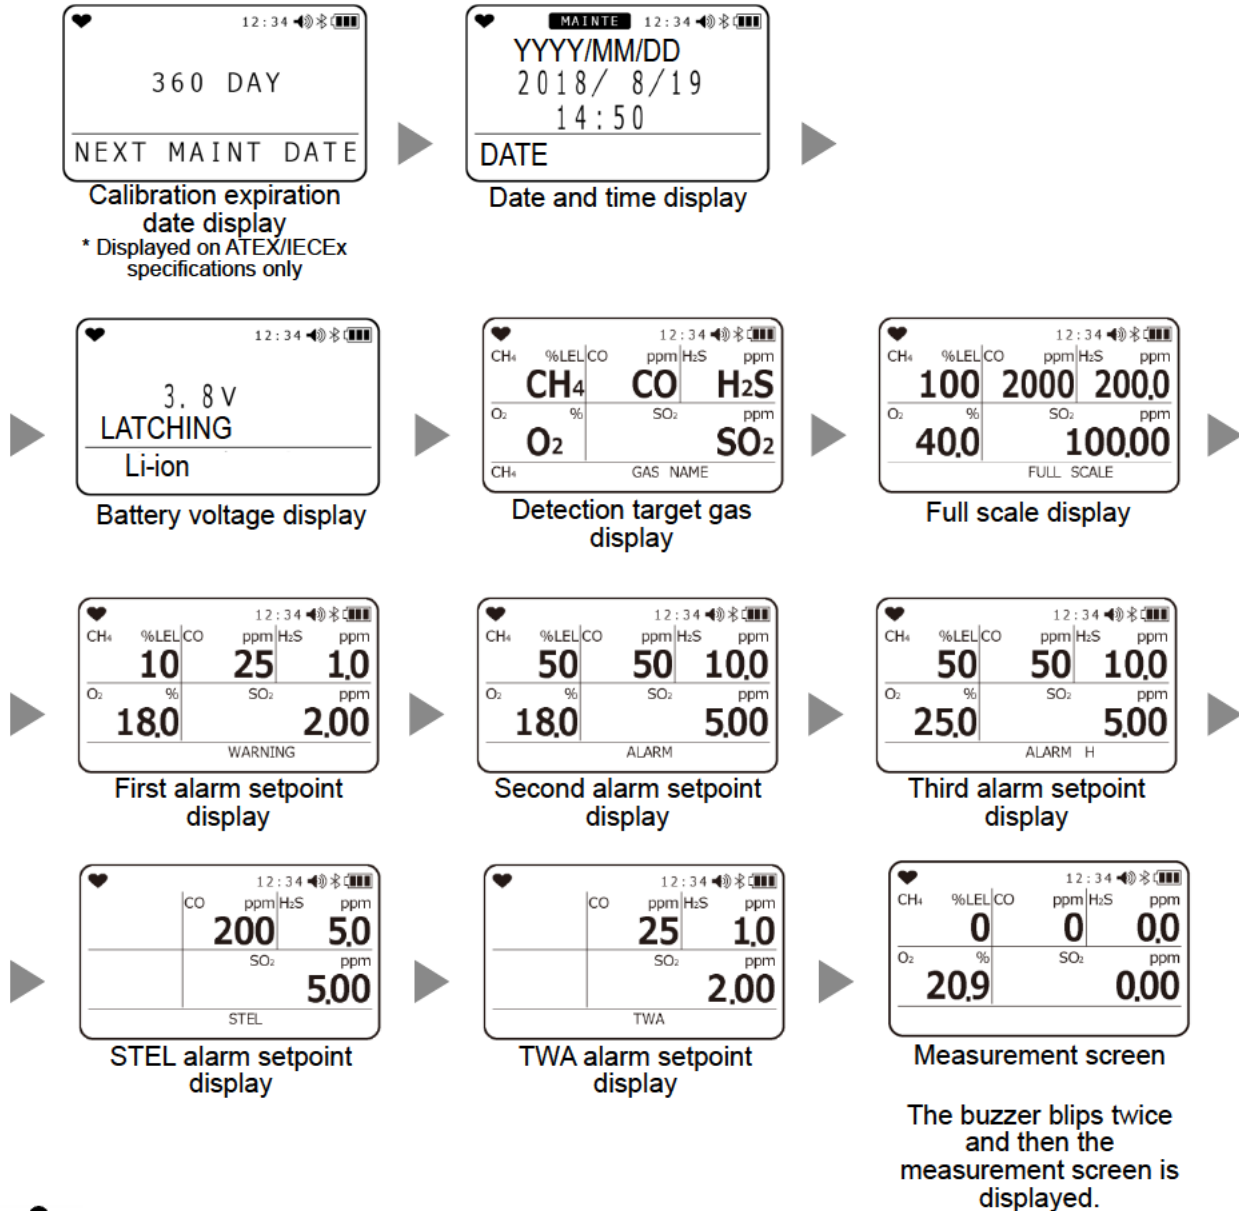 12:34
360 DAY
NEXT MAINT DATE
Calibration expiration
date display
* Displayed on ATEX/IECEx
specifications only
MAINTE 12:34
YYYY/MM/DD
2018/ 8/19
14:50
DATE
Date and time display
12:34
3. 8V
LATCHING
Li-ion
Battery voltage display
12:34
CH₄ %LEL CO ppm H₂S ppm
CH₄ CO H₂S
O₂ % SO₂ ppm
O₂ SO₂
CH₄ GAS NAME
Detection target gas
display
12:34
CH₄ %LEL CO ppm H₂S ppm
100 2000 200.0
O₂ % SO₂ ppm
40.0 100.00
FULL SCALE
Full scale display
12:34
CH₄ %LEL CO ppm H₂S ppm
10 25 1.0
O₂ % SO₂ ppm
18.0 2.00
WARNING
First alarm setpoint
display
12:34
CH₄ %LEL CO ppm H₂S ppm
50 50 10.0
O₂ % SO₂ ppm
18.0 5.00
ALARM
Second alarm setpoint
display
12:34
CH₄ %LEL CO ppm H₂S ppm
50 50 10.0
O₂ % SO₂ ppm
25.0 5.00
ALARM H
Third alarm setpoint
display
12:34
CO ppm H₂S ppm
200 5.0
SO₂ ppm
5.00
STEL
STEL alarm setpoint
display
12:34
CO ppm H₂S ppm
25 1.0
SO₂ ppm
2.00
TWA
TWA alarm setpoint
display
12:34
CH₄ %LEL CO ppm H₂S ppm
0 0 0.0
O₂ % SO₂ ppm
20.9 0.00
Measurement screen
The buzzer blips twice
and then the
measurement screen is
displayed.